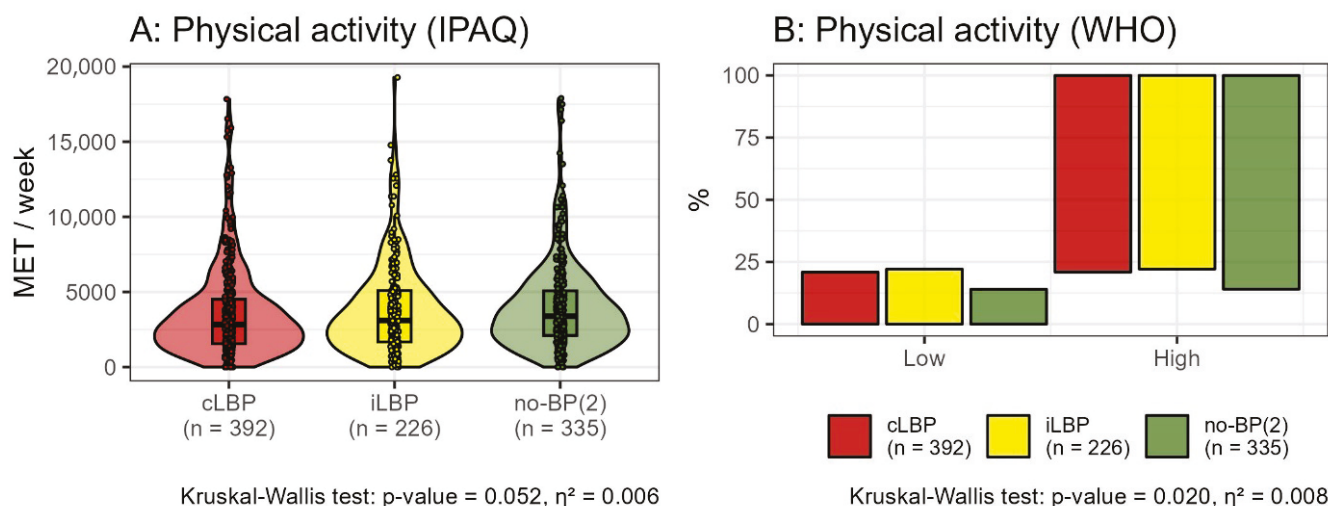 A: Physical activity (IPAQ)
MET / week
20,000
15,000
10,000
5000
0
cLBP
(n = 392)
iLBP
(n = 226)
no-BP(2)
(n = 335)
Kruskal-Wallis test: p-value = 0.052, η² = 0.006
B: Physical activity (WHO)
%
100
75
50
25
0
Low
High
cLBP
(n = 392)
iLBP
(n = 226)
no-BP(2)
(n = 335)
Kruskal-Wallis test: p-value = 0.020, η² = 0.008